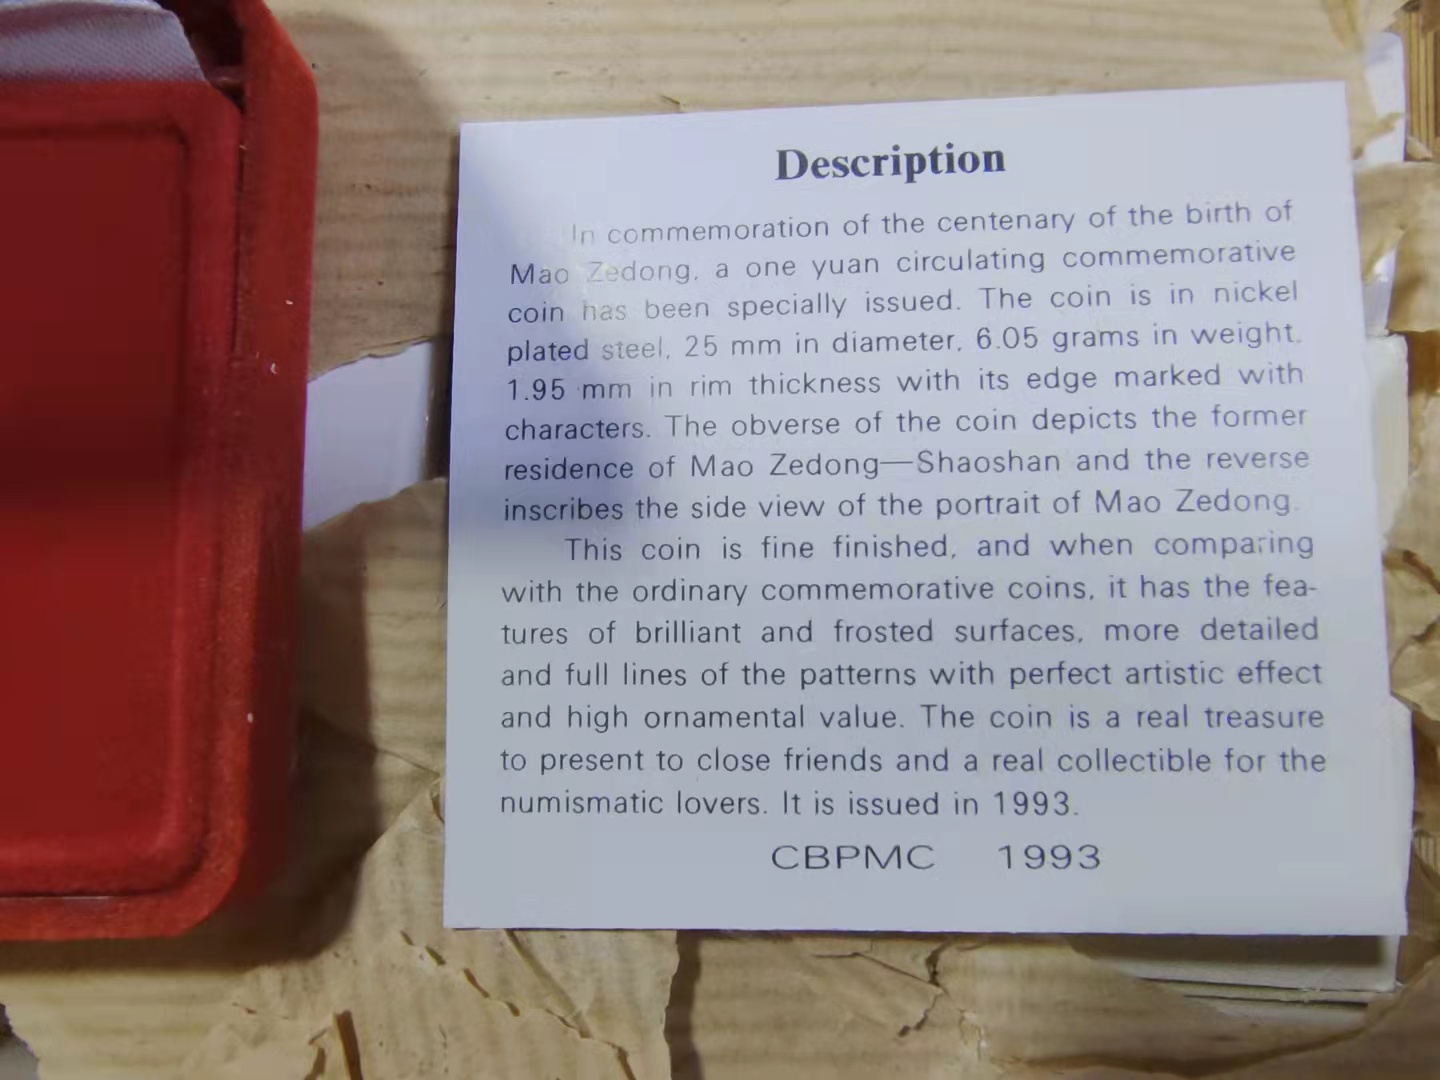 Description
In commemoration of the centenary of the birth of
Mao Zedong, a one yuan circulating commemorative
coin has been specially issued. The coin is in nickel
plated steel, 25 mm in diameter, 6.05 grams in weight,
1.95 mm in rim thickness with its edge marked with
characters. The obverse of the coin depicts the former
residence of Mao Zedong—Shaoshan and the reverse
inscribes the side view of the portrait of Mao Zedong.
This coin is fine finished, and when comparing
with the ordinary commemorative coins, it has the fea-
tures of brilliant and frosted surfaces, more detailed
and full lines of the patterns with perfect artistic effect
and high ornamental value. The coin is a real treasure
to present to close friends and a real collectible for the
numismatic lovers. It is issued in 1993.
CBPMC 1993